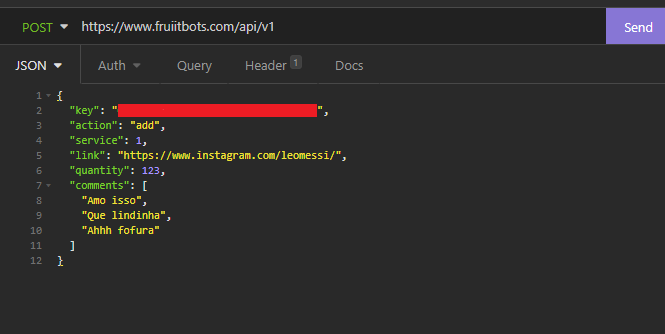 POST https://www.fruiitbots.com/api/v1 Send
JSON Auth Query Header 1 Docs
1 {
2 "key": "",
3 "action": "add",
4 "service": 1,
5 "link": "https://www.instagram.com/leomessi/",
6 "quantity": 123,
7 "comments": [
8 "Amo isso",
9 "Que lindinha",
10 "Ahhh fofura"
11 ]
12 }